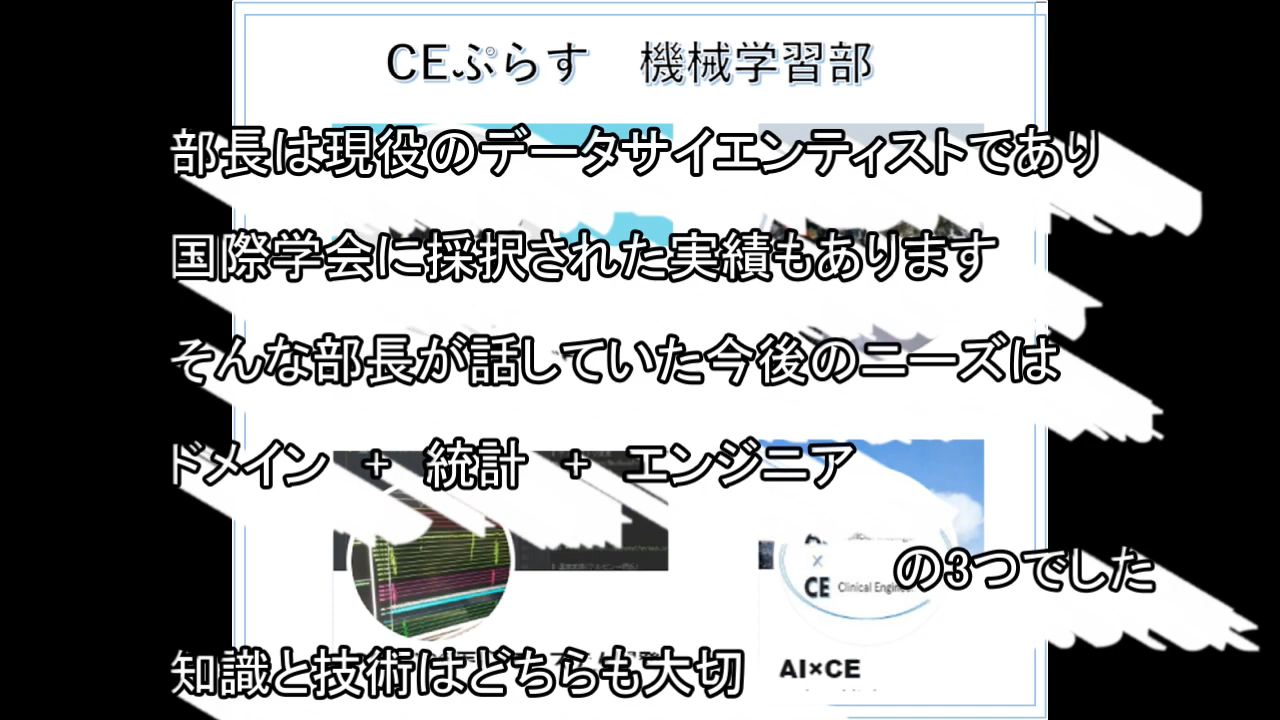 CEぷらす　機械学習部
部長は現役のデータサイエンティストであり
国際学会に採択された実績もあります
そんな部長が話していた今後のニーズは
ドメイン　+　統計　+　エンジニア
の3つでした
×
CE Clinical
知識と技術はどちらも大切
AI×CE